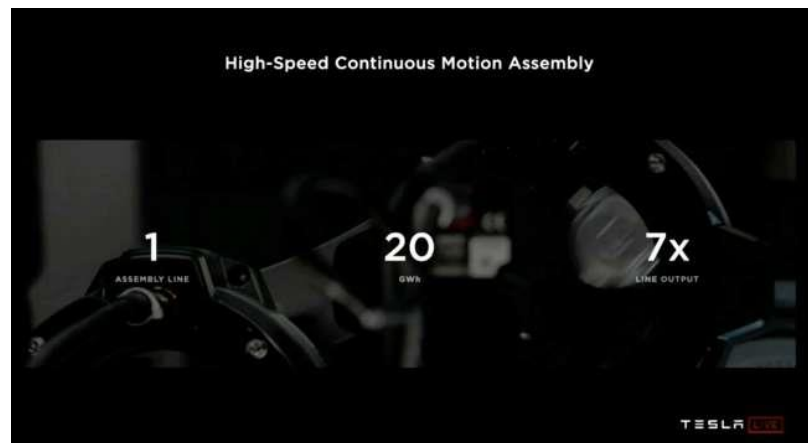 High-Speed Continuous Motion Assembly
1
ASSEMBLY LINE
20
GWh
7x
LINE OUTPUT
TESLA LIVE